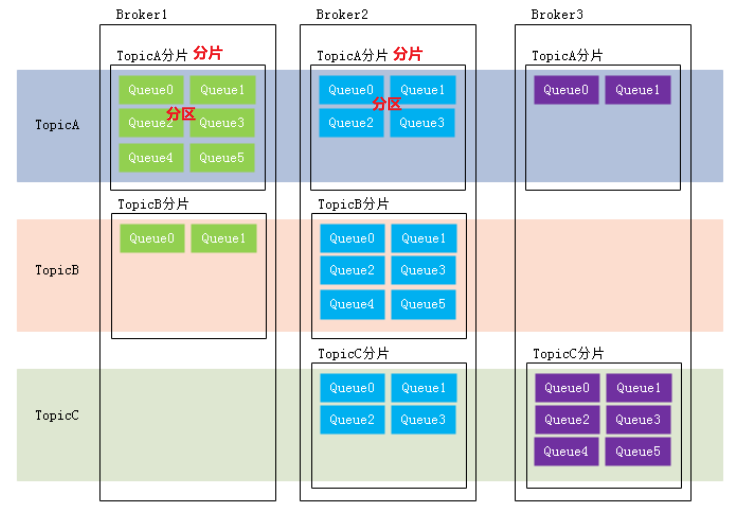 Broker1 Broker2 Broker3
TopicA分片 分片 TopicA分片 分片 TopicA分片
Queue0 Queue1 Queue0 Queue1 Queue0 Queue1
分区 分区
TopicA Queue2 Queue3 Queue2 Queue3
Queue4 Queue5
TopicB分片 TopicB分片
Queue0 Queue1 Queue0 Queue1
TopicB Queue2 Queue3
Queue4 Queue5
TopicC分片 TopicC分片
Queue0 Queue1 Queue0 Queue1
TopicC Queue2 Queue3 Queue2 Queue3
Queue4 Queue5